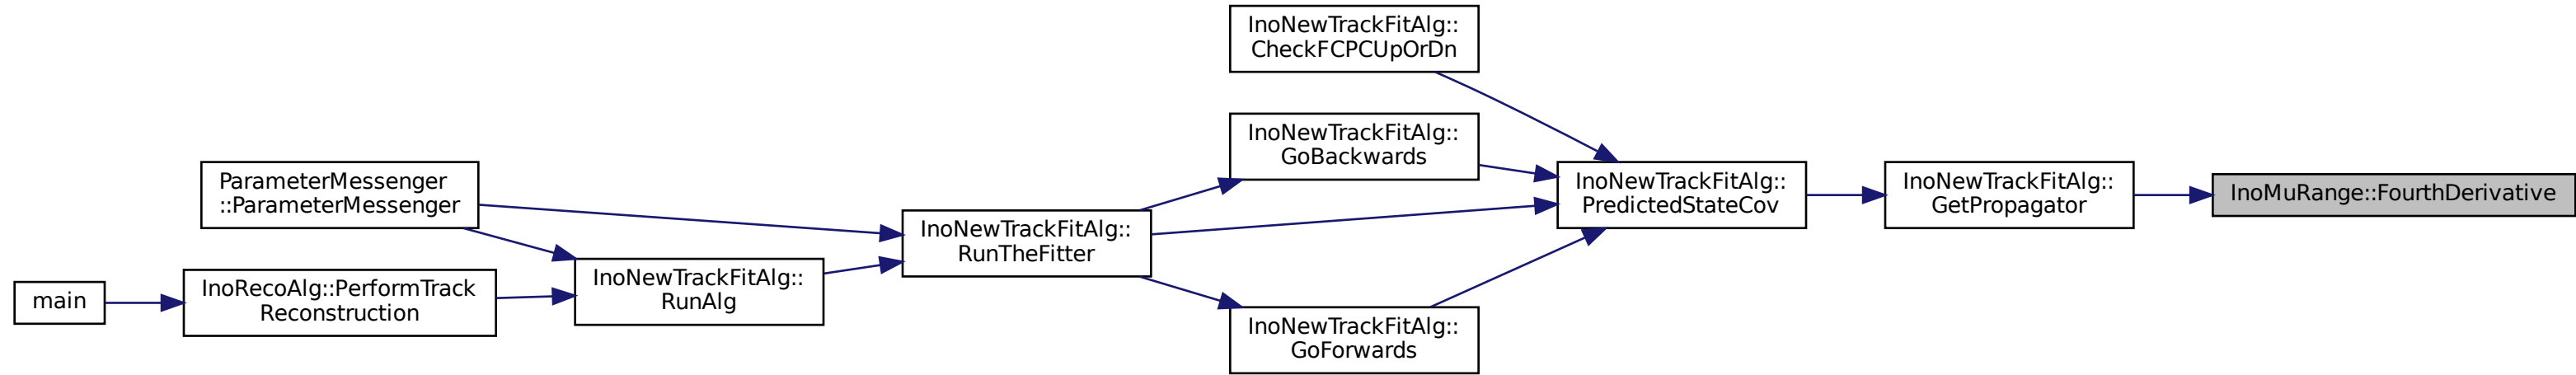 InoNewTrackFitAlg::
CheckFCPCUpOrDn
InoNewTrackFitAlg::
GoBackwards
ParameterMessenger
::ParameterMessenger
InoNewTrackFitAlg::
PredictedStateCov
InoNewTrackFitAlg::
GetPropagator
InoMuRange::FourthDerivative
InoNewTrackFitAlg::
RunTheFitter
main
InoRecoAlg::PerformTrack
Reconstruction
InoNewTrackFitAlg::
RunAlg
InoNewTrackFitAlg::
GoForwards